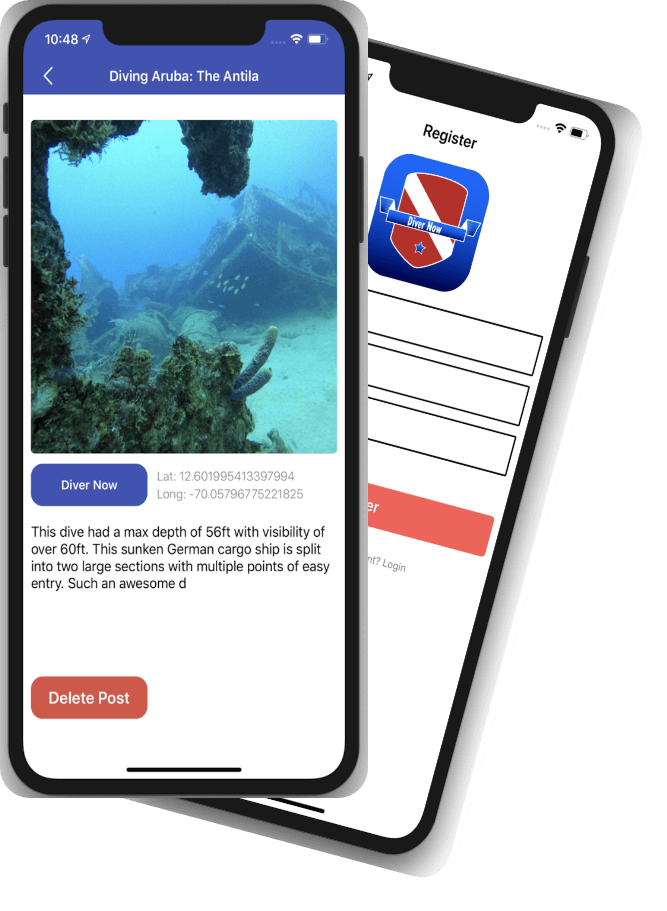 10:48
Diving Aruba: The Antila
Diver Now
Lat: 12.601995413397994
Long: -70.05796775221825
This dive had a max depth of 56ft with visibility of
over 60ft. This sunken German cargo ship is split
into two large sections with multiple points of easy
entry. Such an awesome d
Delete Post
Register
Diver Now
er
nt? Login